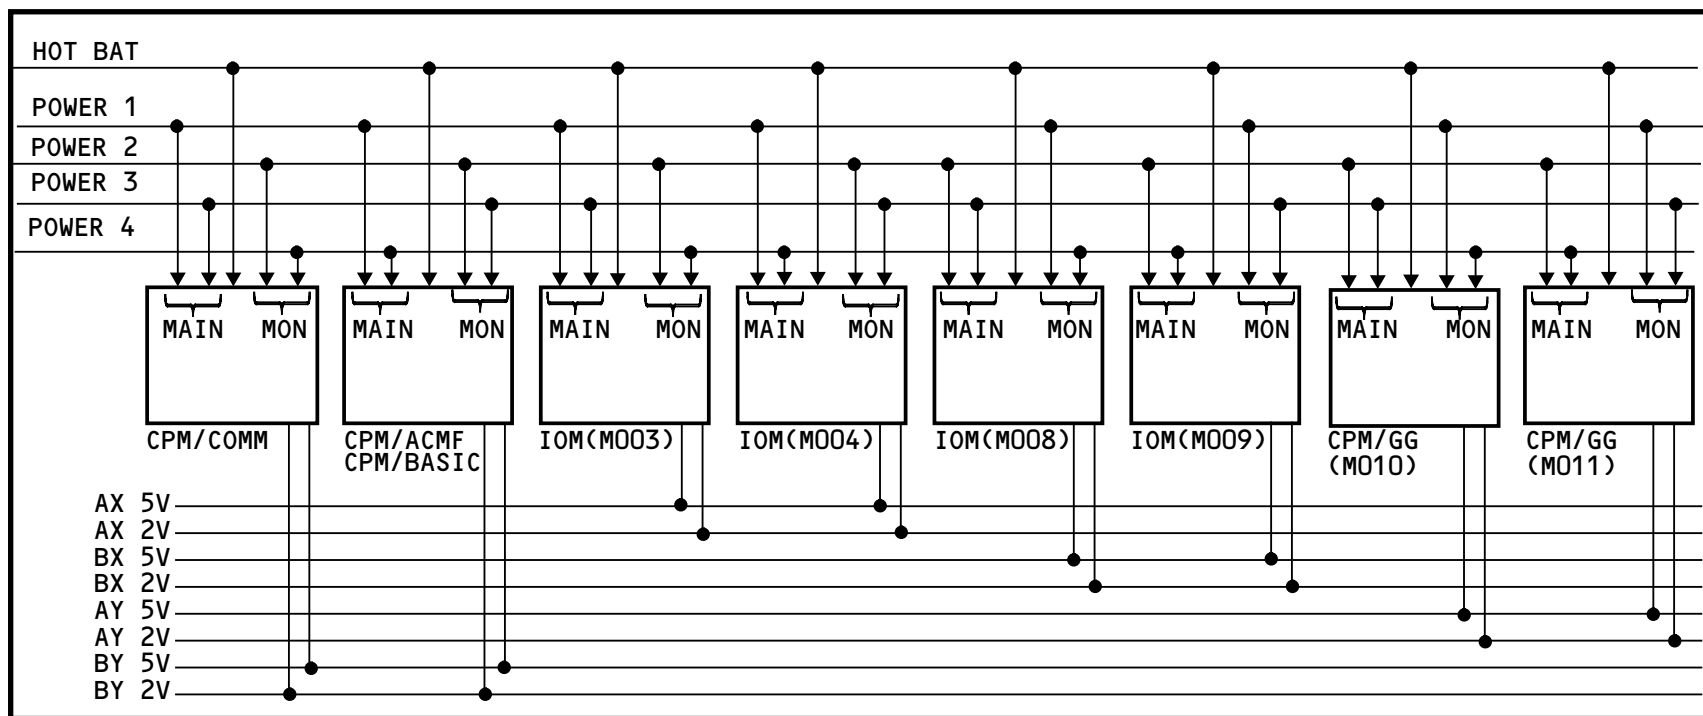 HOT BAT
POWER 1
POWER 2
POWER 3
POWER 4
MAIN MON MAIN MON MAIN MON MAIN MON MAIN MON MAIN MON MAIN MON MAIN MON
CPM/COMM CPM/ACMF IOM(M003) IOM(M004) IOM(M008) IOM(M009) CPM/GG CPM/GG
CPM/BASIC (M010) (M011)
AX 5V
AX 2V
BX 5V
BX 2V
AY 5V
AY 2V
BY 5V
BY 2V